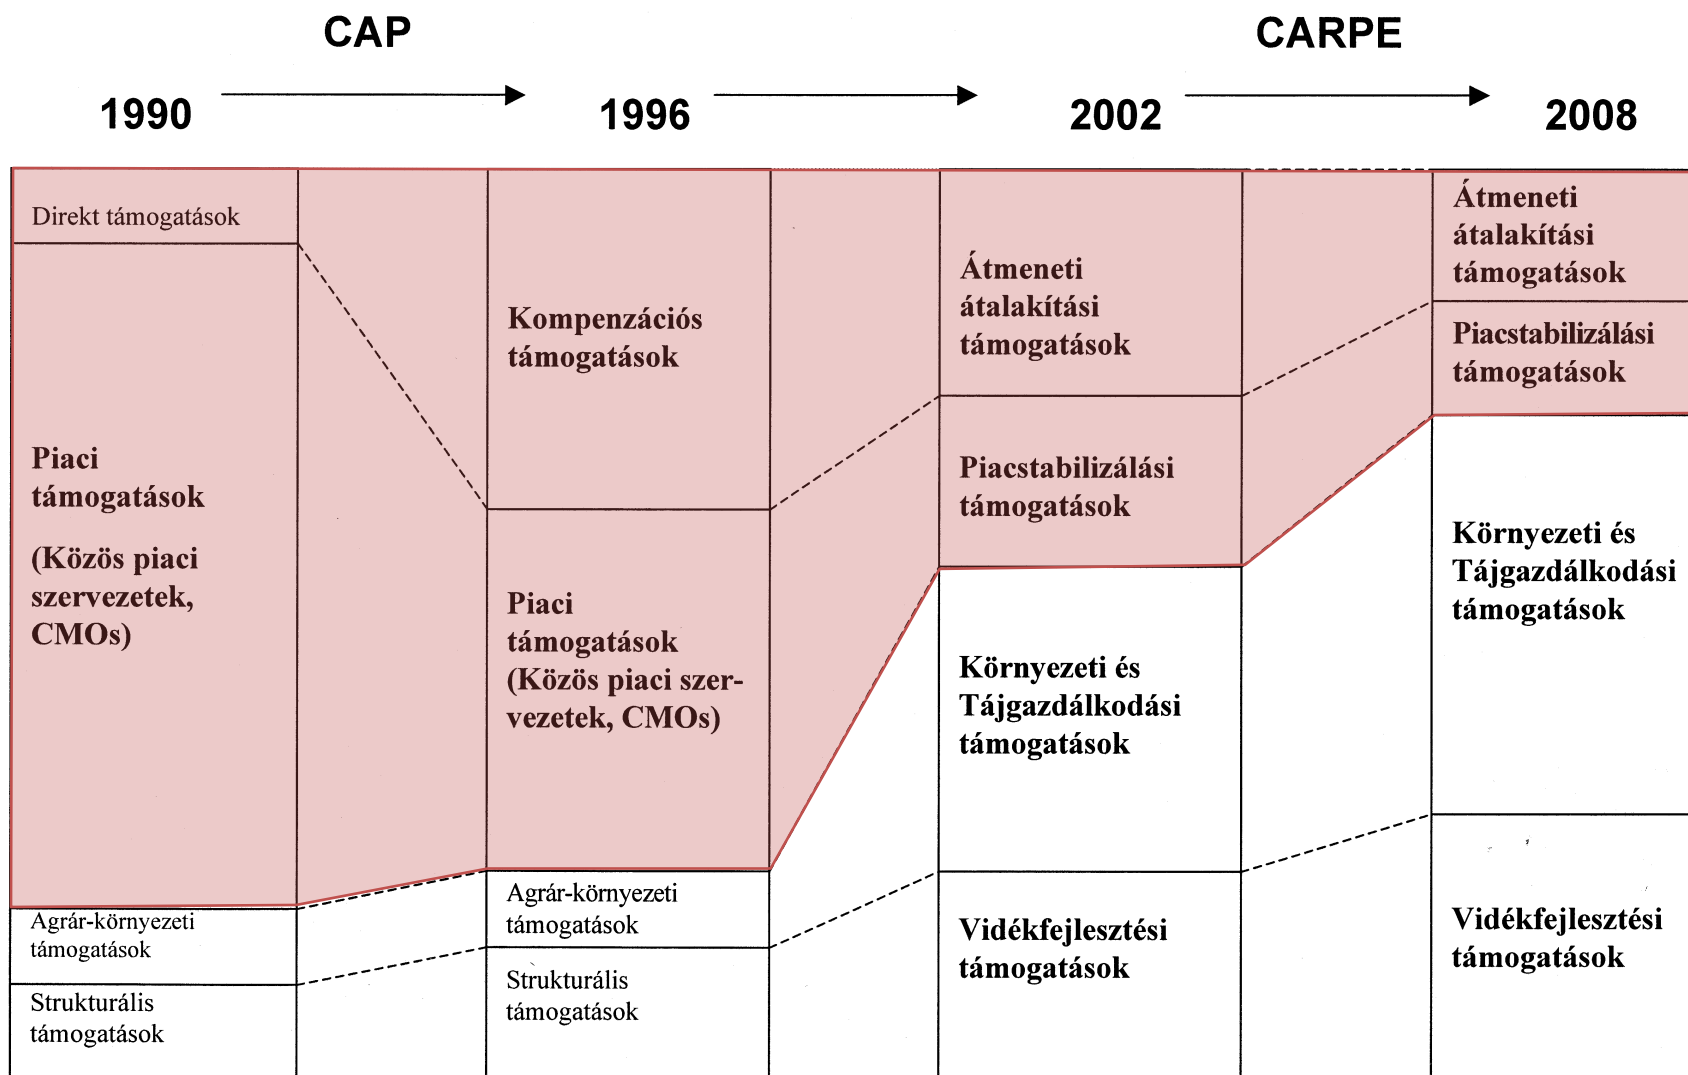 CAP
CARPE
1990
1996
2002
2008
Direkt támogatások
Piaci
támogatások
(Közös piaci
szervezetek,
CMOs)
Agrár-környezeti
támogatások
Strukturális
támogatások
Kompenzációs
támogatások
Piaci
támogatások
(Közös piaci szer-
vezetek, CMOs)
Agrár-környezeti
támogatások
Strukturális
támogatások
Átmeneti
átalakítási
támogatások
Piacstabilizálási
támogatások
Környezeti és
Tájgazdálkodási
támogatások
Vidékfejlesztési
támogatások
Átmeneti
átalakítási
támogatások
Piacstabilizálási
támogatások
Környezeti és
Tájgazdálkodási
támogatások
Vidékfejlesztési
támogatások